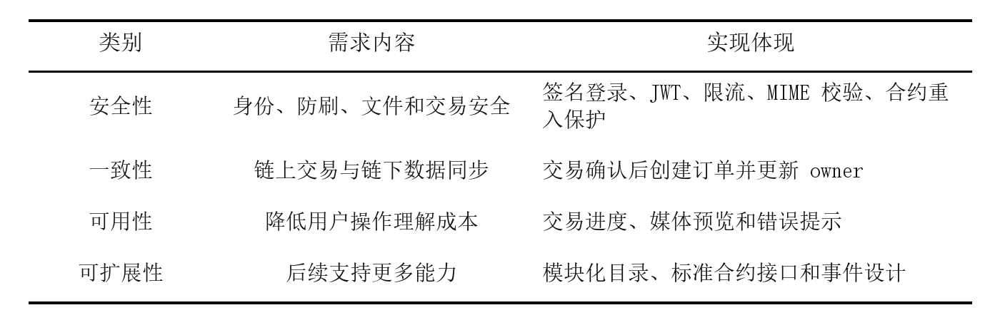 类别 需求内容 实现体现
安全性 身份、防刷、文件和交易安全 签名登录、JWT、限流、MIME 校验、合约重
入保护
一致性 链上交易与链下数据同步 交易确认后创建订单并更新 owner
可用性 降低用户操作理解成本 交易进度、媒体预览和错误提示
可扩展性 后续支持更多能力 模块化目录、标准合约接口和事件设计